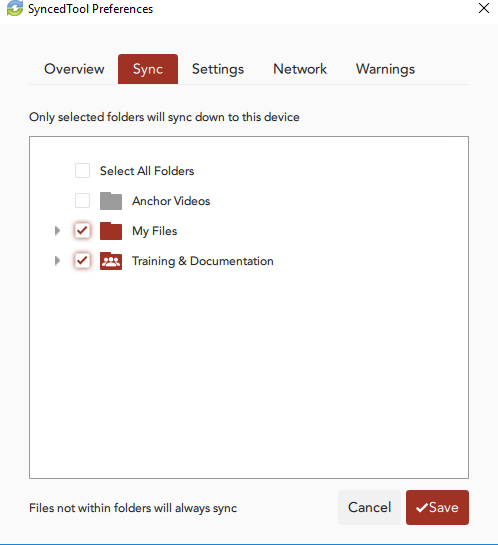 SyncedTool Preferences
Overview Sync Settings Network Warnings
Only selected folders will sync down to this device
Select All Folders
Anchor Videos
My Files
Training & Documentation
Files not within folders will always sync Cancel Save